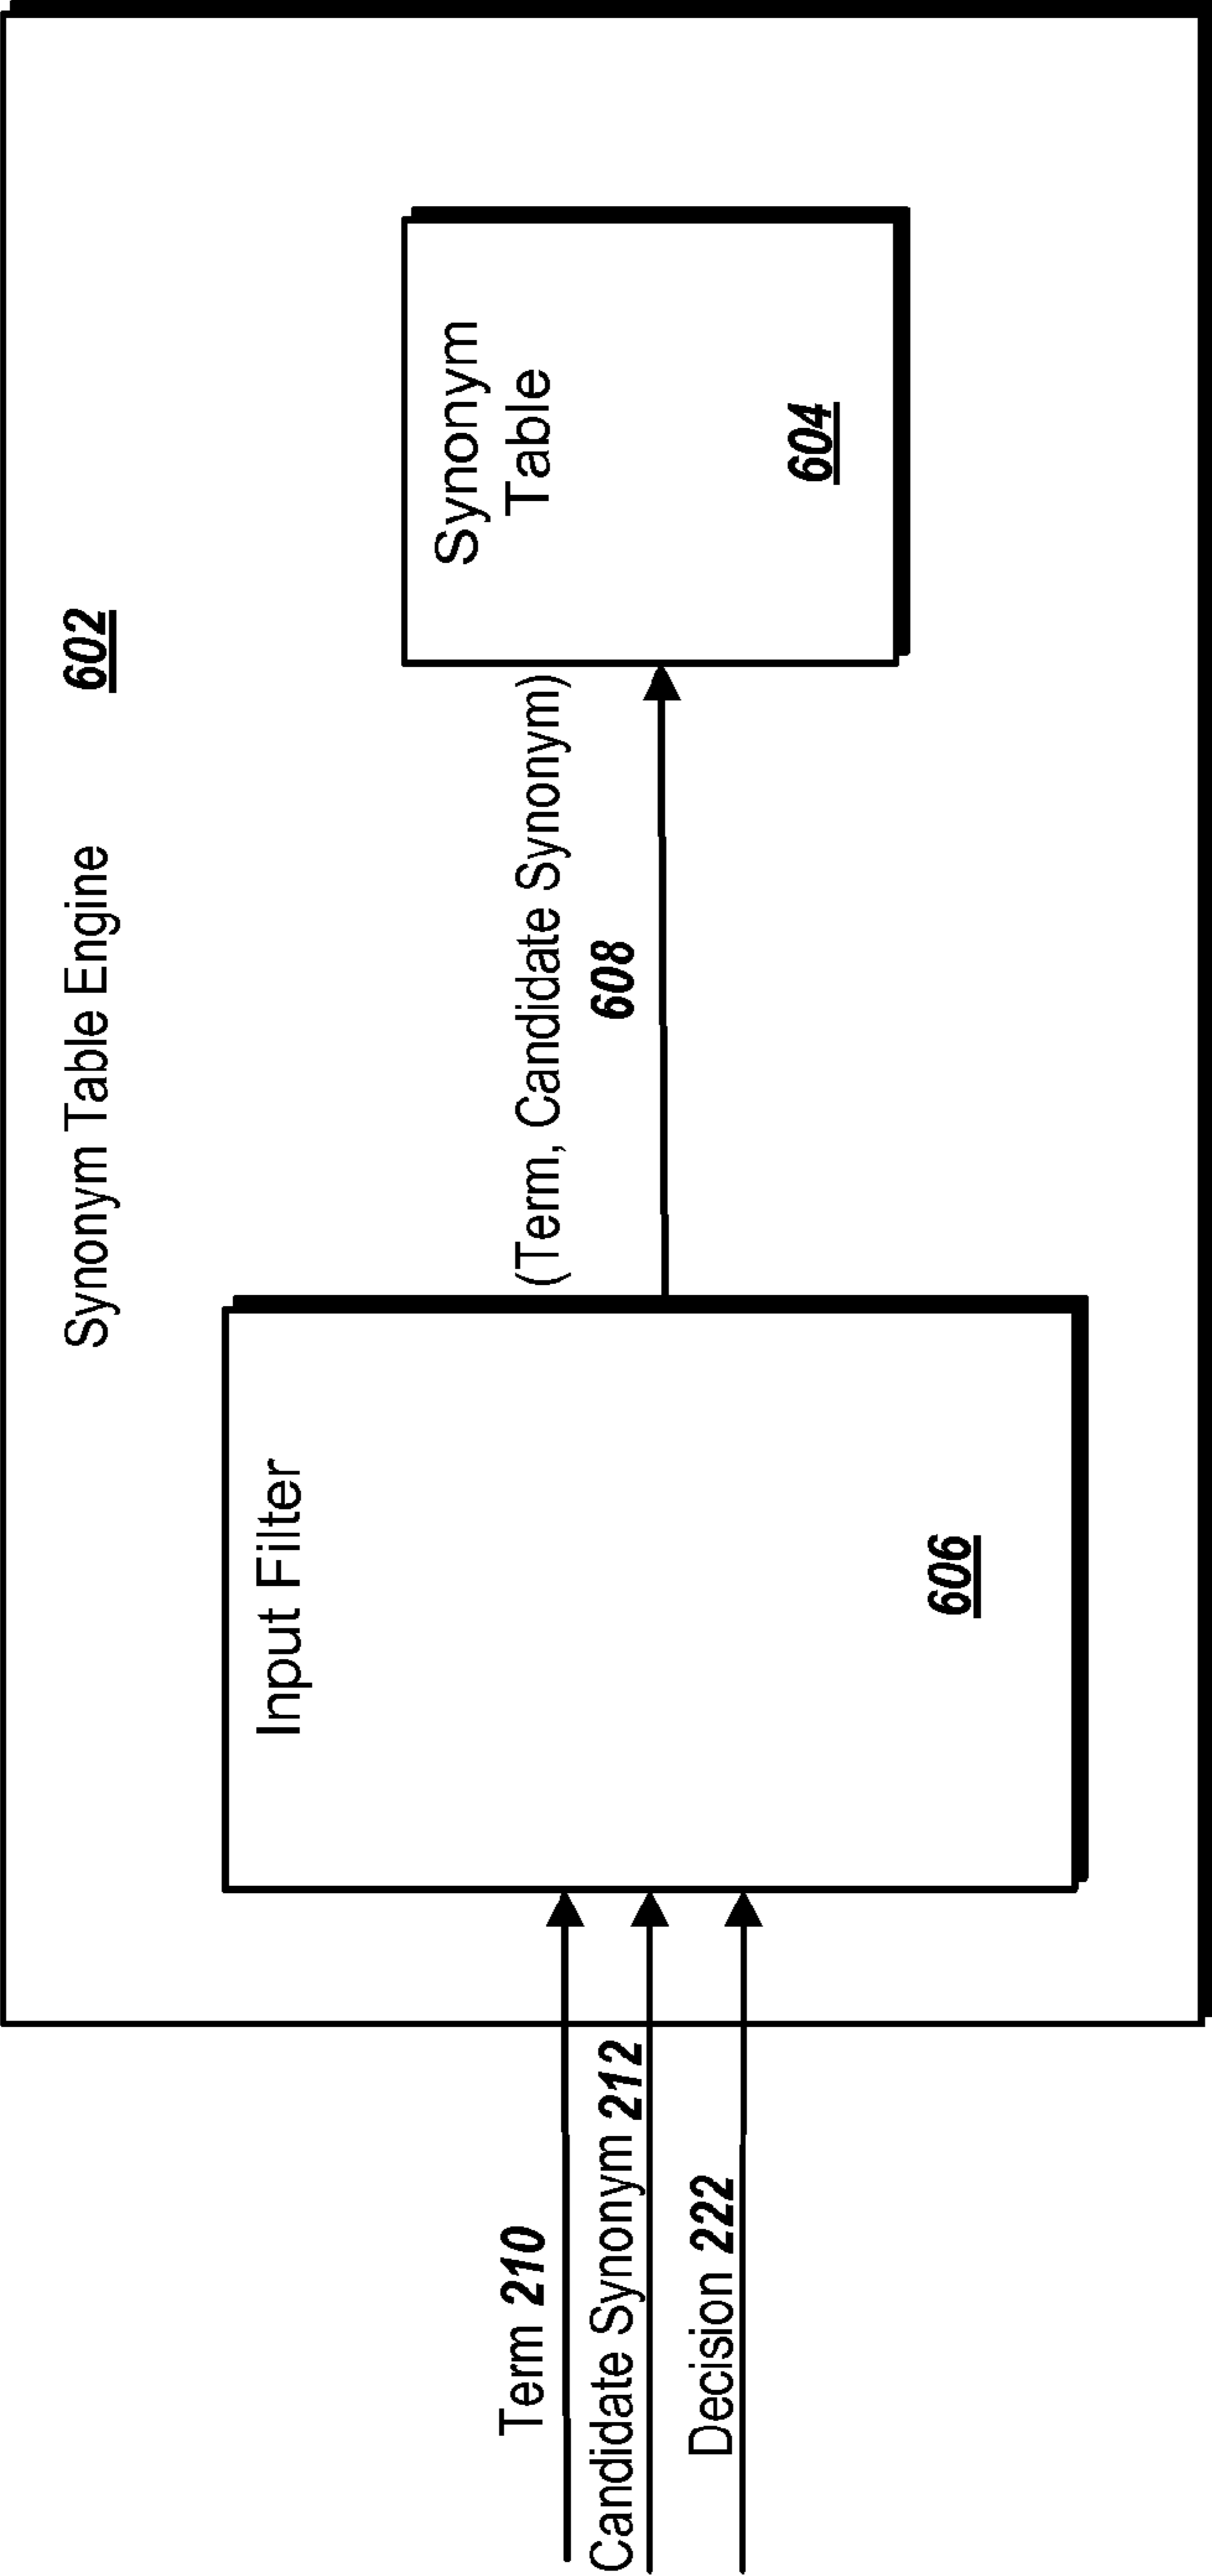 Synonym Table Engine 602
Term 210
Candidate Synonym 212
Decision 222
Input Filter
606
(Term, Candidate Synonym)
608
Synonym
Table
604